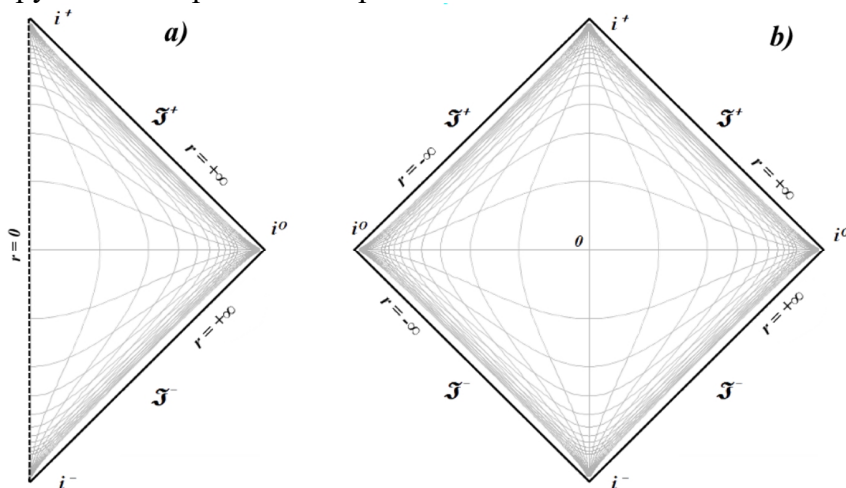 a)
i⁺
ℑ⁺
r = +∞
r = 0
i⁰
r = +∞
ℑ⁻
i⁻
b)
i⁺
ℑ⁺
ℑ⁺
r = -∞
r = +∞
0
i⁰
i⁰
r = -∞
r = +∞
ℑ⁻
ℑ⁻
i⁻